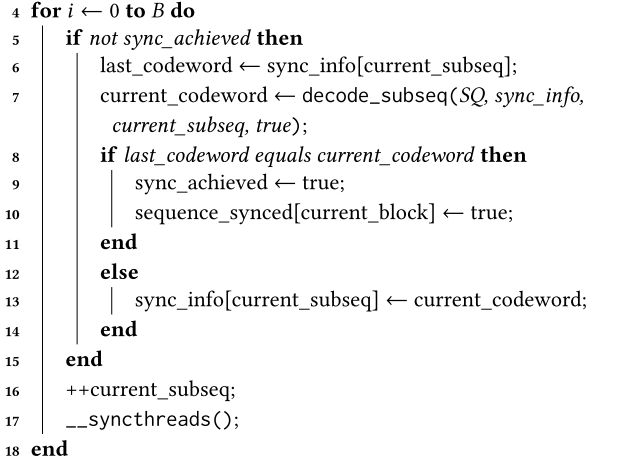 4 for i ← 0 to B do
5 if not sync_achieved then
6 last_codeword ← sync_info[current_subseq];
7 current_codeword ← decode_subseq(SQ, sync_info,
current_subseq, true);
8 if last_codeword equals current_codeword then
9 sync_achieved ← true;
10 sequence_synced[current_block] ← true;
11 end
12 else
13 sync_info[current_subseq] ← current_codeword;
14 end
15 end
16 ++current_subseq;
17 __syncthreads();
18 end